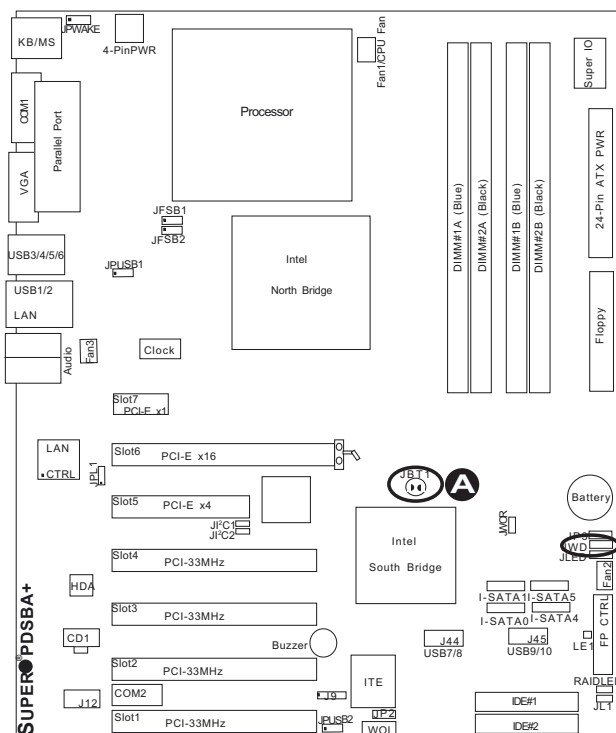 KB/MS
JPWAKE
4-PinPWR
Fan1/CPU Fan
Super IO
COM1
Parallel Port
VGA
Processor
DIMM#1A (Blue)
DIMM#2A (Black)
DIMM#1B (Blue)
DIMM#2B (Black)
24-Pin ATX PWR
JFSB1
JFSB2
USB3/4/5/6
JPUSB1
Intel
North Bridge
USB1/2
LAN
Floppy
Audio
Fan3
Clock
Slot7
PCI-E x1
LAN
CTRL
JPL1
Slot6
PCI-E x16
JBT1
A
Battery
Slot5
PCI-E x4
JI²C1
JI²C2
JWOR
JWD
JLED
Intel
South Bridge
Fan2
Slot4
PCI-33MHz
HDA
I-SATA1
I-SATA5
I-SATA0
I-SATA4
FP CTRL
Slot3
PCI-33MHz
CD1
Buzzer
J44
USB7/8
J45
USB9/10
LE1
Slot2
PCI-33MHz
ITE
RAIDLED
J12
COM2
J9
JL1
IDE#1
Slot1
PCI-33MHz
JPUSB2
JP2
WOL
IDE#2
SUPER®PDSBA+